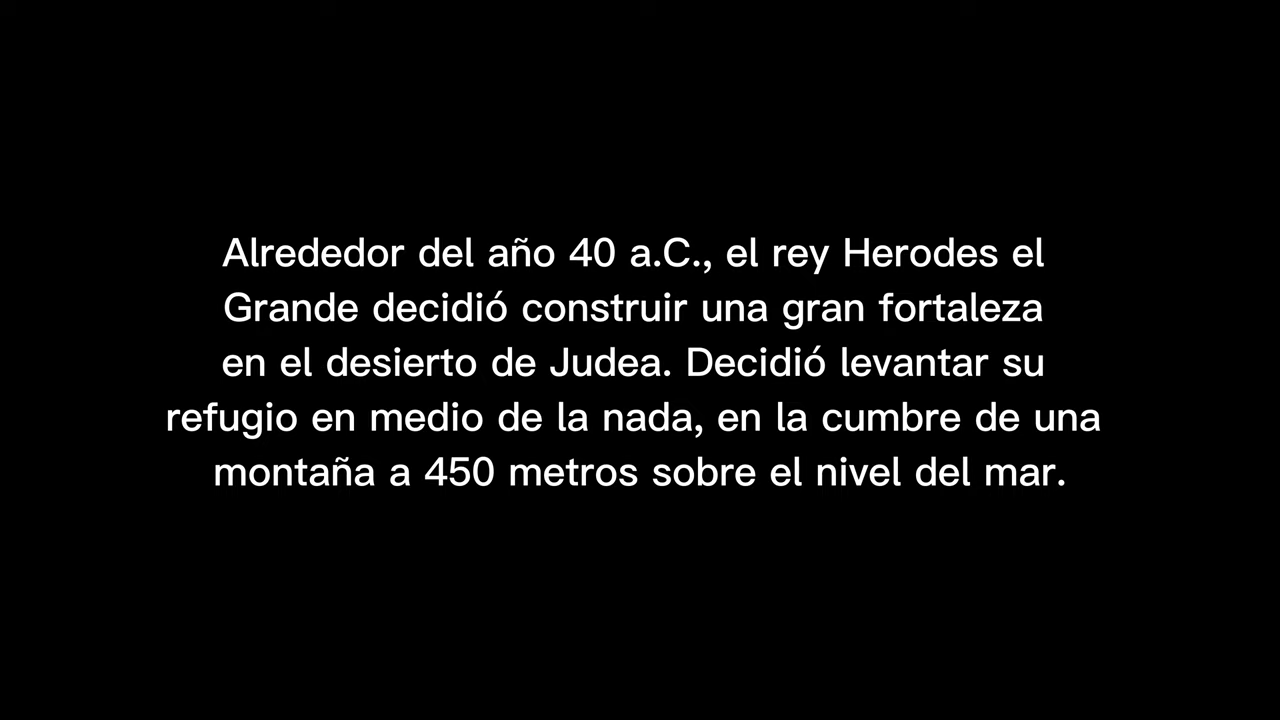 Alrededor del año 40 a.C., el rey Herodes el
Grande decidió construir una gran fortaleza
en el desierto de Judea. Decidió levantar su
refugio en medio de la nada, en la cumbre de una
montaña a 450 metros sobre el nivel del mar.